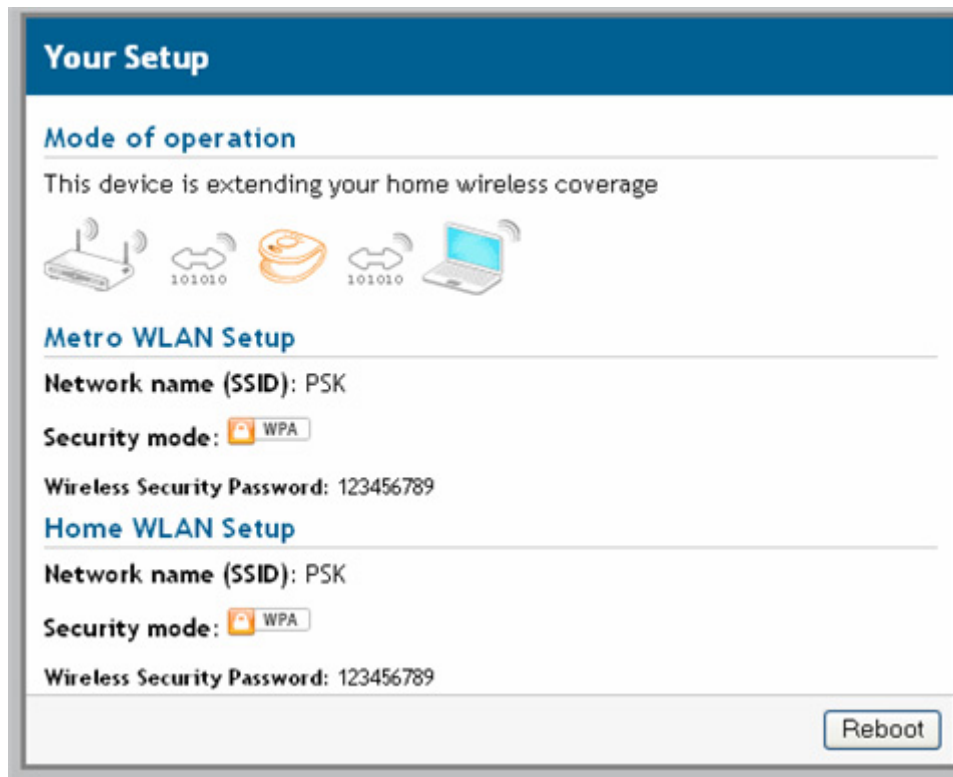 Your Setup
Mode of operation
This device is extending your home wireless coverage
101010 101010
Metro WLAN Setup
Network name (SSID): PSK
Security mode: WPA
Wireless Security Password: 123456789
Home WLAN Setup
Network name (SSID): PSK
Security mode: WPA
Wireless Security Password: 123456789
Reboot